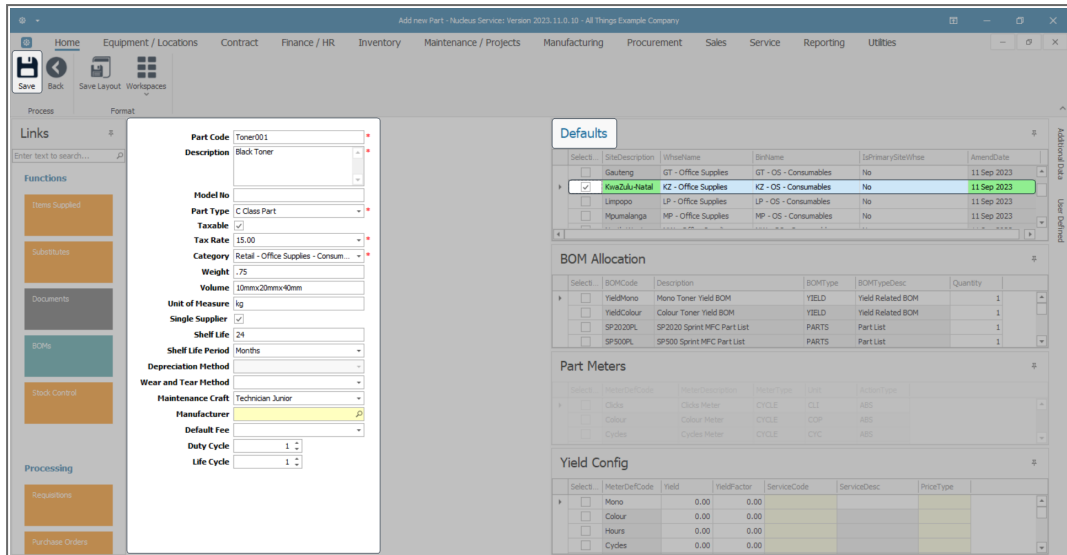 Add new Part - Nucleus Service: Version 2023.11.0.10 - All Things Example Company
Home Equipment / Locations Contract Finance / HR Inventory Maintenance / Projects Manufacturing Procurement Sales Service Reporting Utilities
Save Back Save Layout Workspaces
Process Format
Links
Enter text to search...
Functions
Items Supplied
Substitutes
Documents
BOMs
Stock Control
Processing
Requisitions
Purchase Orders
Part Code Toner001 *
Description Black Toner *
Model No
Part Type C Class Part *
Taxable
Tax Rate 15.00 *
Category Retail - Office Supplies - Consum... *
Weight .75
Volume 10mmx20mmx40mm
Unit of Measure kg
Single Supplier
Shelf Life 24
Shelf Life Period Months
Depreciation Method
Wear and Tear Method
Maintenance Craft Technician Junior
Manufacturer
Default Fee
Duty Cycle 1
Life Cycle 1
Defaults
Selecti... SiteDescription WhseName BinName IsPrimarySiteWhse AmendDate
Gauteng GT - Office Supplies GT - OS - Consumables No 11 Sep 2023
KwaZulu-Natal KZ - Office Supplies KZ - OS - Consumables No 11 Sep 2023
Limpopo LP - Office Supplies LP - OS - Consumables No 11 Sep 2023
Mpumalanga MP - Office Supplies MP - OS - Consumables No 11 Sep 2023
BOM Allocation
Selecti... BOMCode Description BOMType BOMTypeDesc Quantity
YieldMono Mono Toner Yield BOM YIELD Yield Related BOM 1
YieldColour Colour Toner Yield BOM YIELD Yield Related BOM 1
SP2020PL SP2020 Sprint MFC Part List PARTS Part List 1
SP500PL SP500 Sprint MFC Part List PARTS Part List 1
Part Meters
Selecti... MeterDefCode MeterDescription MeterType
Clicks Clicks Meter CYCLE CLI ABS
Colour Colour Meter CYCLE COP ABS
Cycles Cycles Meter CYCLE CYC ABS
Yield Config
Selecti... MeterDefCode Yield YieldFactor ServiceCode ServiceDesc PriceType
Mono 0.00 0.00
Colour 0.00 0.00
Hours 0.00 0.00
Cycles 0.00 0.00
Additional Data
User Defined